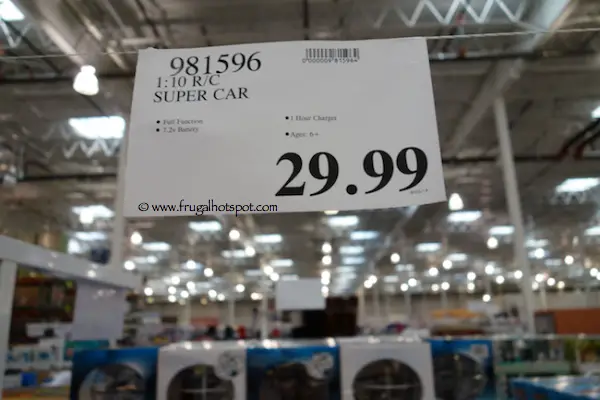 981596
1:10 R/C
SUPER CAR
0000009815964
• Full Function
• 7.2v Battery
• 1 Hour Charger
• Ages: 6+
29.99
© www.frugalhotspot.com